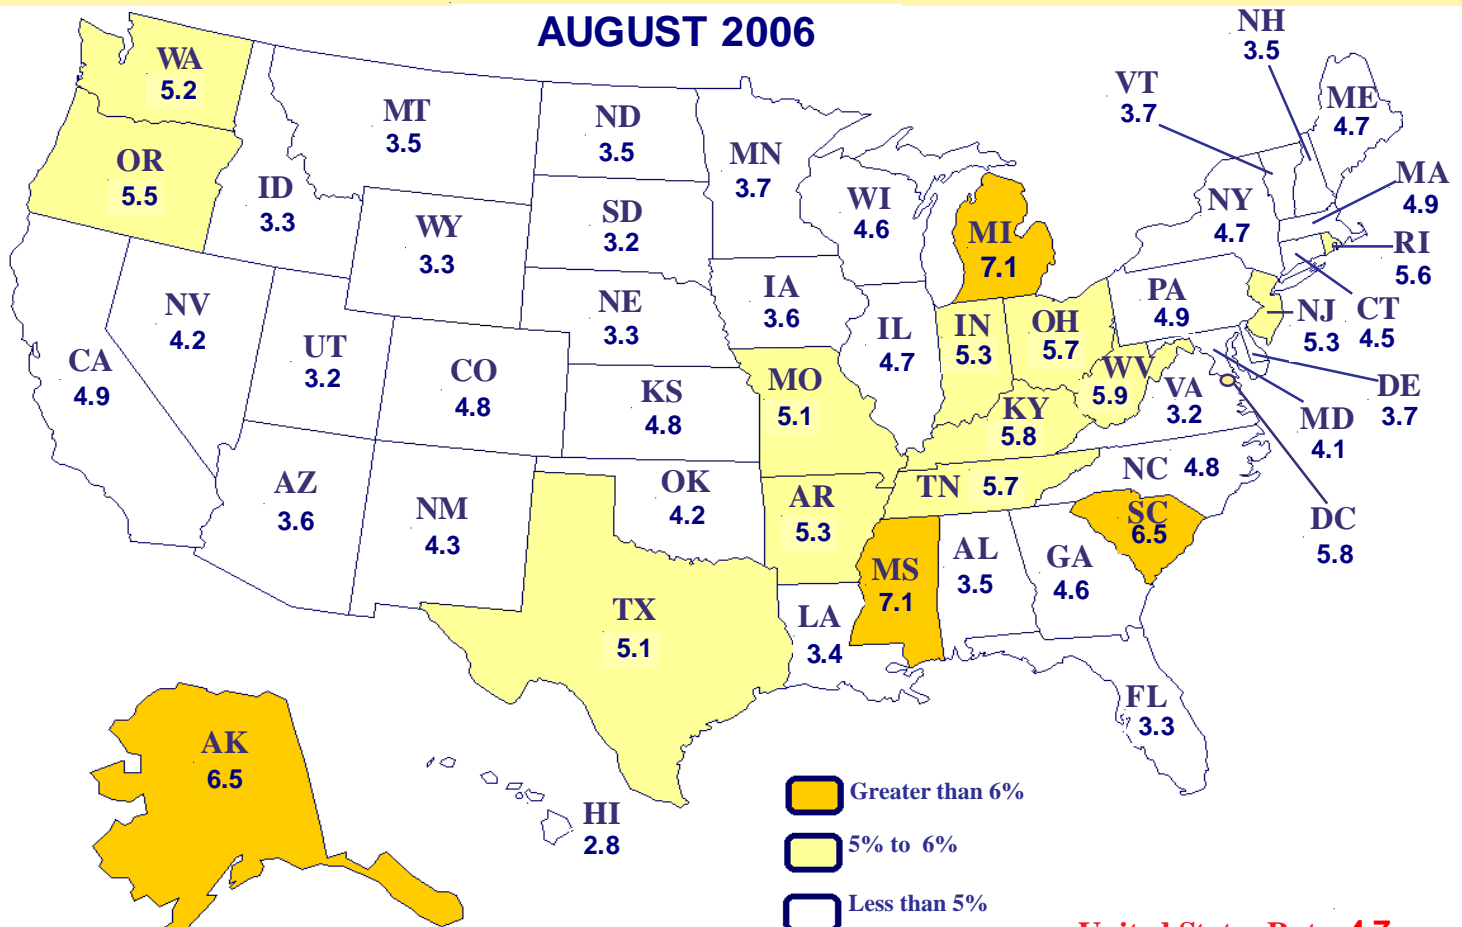 AUGUST 2006
NH
3.5
WA
5.2
VT
3.7
ME
4.7
MT
3.5
ND
3.5
MN
3.7
OR
5.5
ID
3.3
WI
4.6
MA
4.9
NY
4.7
SD
3.2
WY
3.3
MI
7.1
RI
5.6
NV
4.2
NE
3.3
IA
3.6
PA
4.9
IL
4.7
IN
5.3
OH
5.7
NJ
5.3
CT
4.5
CA
4.9
UT
3.2
CO
4.8
KS
4.8
MO
5.1
WV
5.9
VA
3.2
DE
3.7
KY
5.8
MD
4.1
AZ
3.6
NM
4.3
OK
4.2
AR
5.3
TN 5.7
NC 4.8
SC
6.5
DC
5.8
MS
7.1
AL
3.5
GA
4.6
TX
5.1
LA
3.4
FL
3.3
AK
6.5
HI
2.8
Greater than 6%
5% to 6%
Less than 5%
United States Rate 4.7